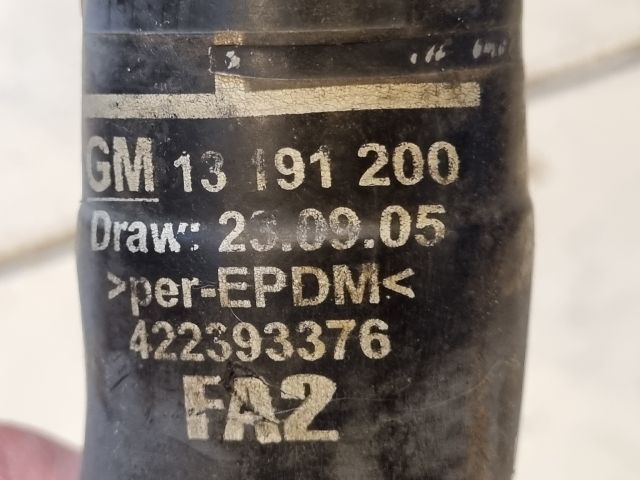 GM 13 191 200
Draw: 23.09.05
>per-EPDM<
422393376
FA2